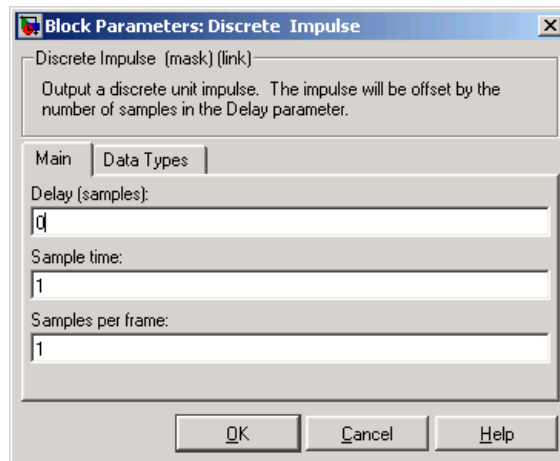 Block Parameters: Discrete Impulse
Discrete Impulse (mask) (link)
Output a discrete unit impulse. The impulse will be offset by the
number of samples in the Delay parameter.
Main Data Types
Delay (samples):
0
Sample time:
1
Samples per frame:
1
OK Cancel Help